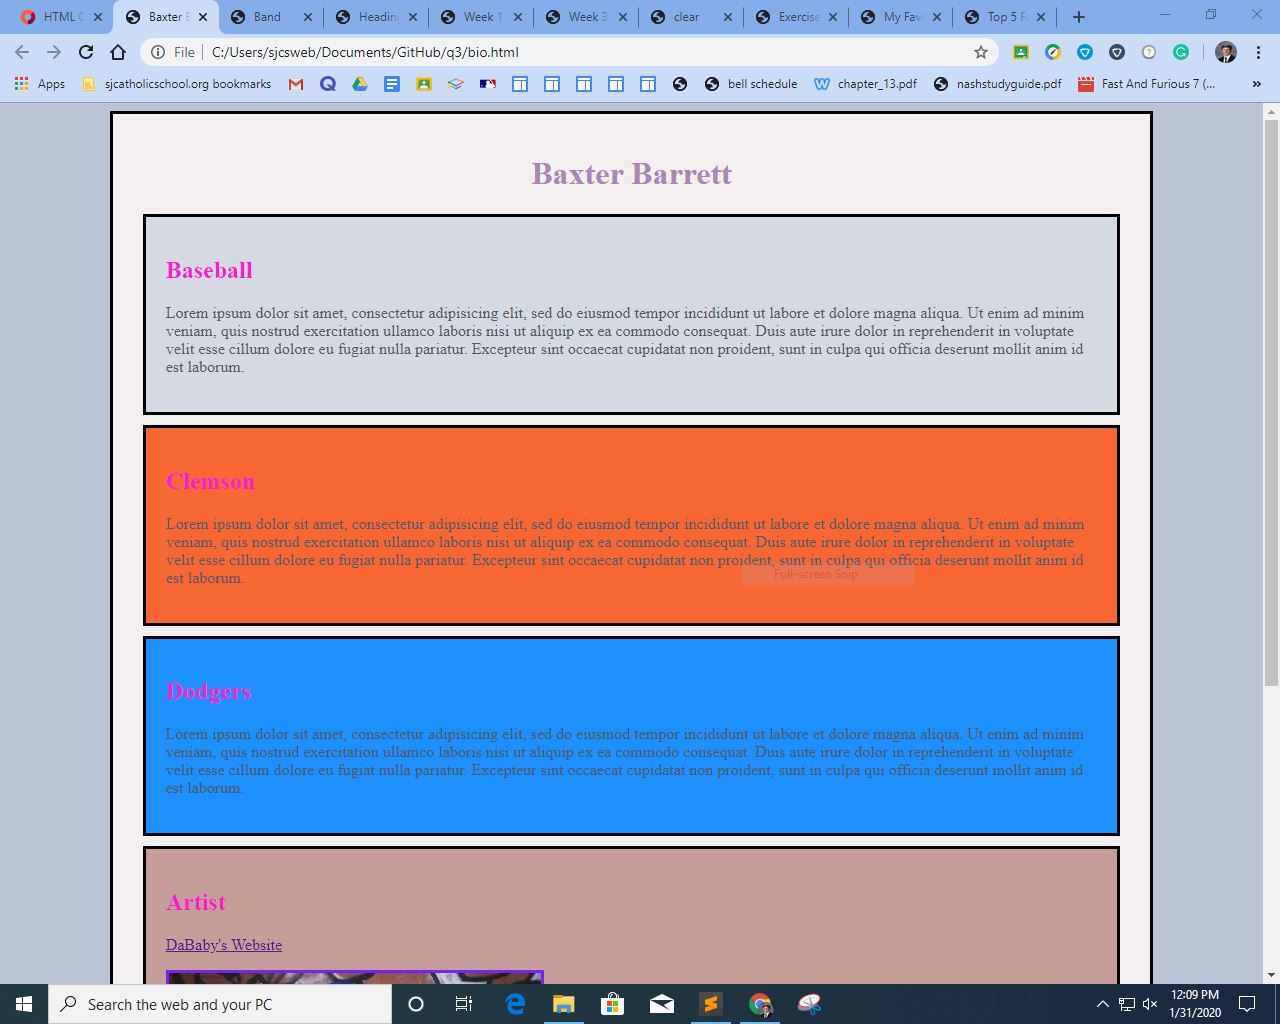 HTML C
Baxter B
Band
Heading
Week 1
Week 3
clear
Exercise
My Fav
Top 5 F
File
C:/Users/sjcsweb/Documents/GitHub/q3/bio.html
Apps
sjcatholicschool.org bookmarks
bell schedule
chapter_13.pdf
nashstudyguide.pdf
Fast And Furious 7 (...
»
Baxter Barrett
Baseball
Lorem ipsum dolor sit amet, consectetur adipisicing elit, sed do eiusmod tempor incididunt ut labore et dolore magna aliqua. Ut enim ad minim
veniam, quis nostrud exercitation ullamco laboris nisi ut aliquip ex ea commodo consequat. Duis aute irure dolor in reprehenderit in voluptate
velit esse cillum dolore eu fugiat nulla pariatur. Excepteur sint occaecat cupidatat non proident, sunt in culpa qui officia deserunt mollit anim id
est laborum.
Clemson
Lorem ipsum dolor sit amet, consectetur adipisicing elit, sed do eiusmod tempor incididunt ut labore et dolore magna aliqua. Ut enim ad minim
veniam, quis nostrud exercitation ullamco laboris nisi ut aliquip ex ea commodo consequat. Duis aute irure dolor in reprehenderit in voluptate
velit esse cillum dolore eu fugiat nulla pariatur. Excepteur sint occaecat cupidatat non proident, sunt in culpa qui officia deserunt mollit anim id
est laborum.
Full-screen Snip
Dodgers
Lorem ipsum dolor sit amet, consectetur adipisicing elit, sed do eiusmod tempor incididunt ut labore et dolore magna aliqua. Ut enim ad minim
veniam, quis nostrud exercitation ullamco laboris nisi ut aliquip ex ea commodo consequat. Duis aute irure dolor in reprehenderit in voluptate
velit esse cillum dolore eu fugiat nulla pariatur. Excepteur sint occaecat cupidatat non proident, sunt in culpa qui officia deserunt mollit anim id
est laborum.
Artist
DaBaby's Website
Search the web and your PC
12:09 PM
1/31/2020